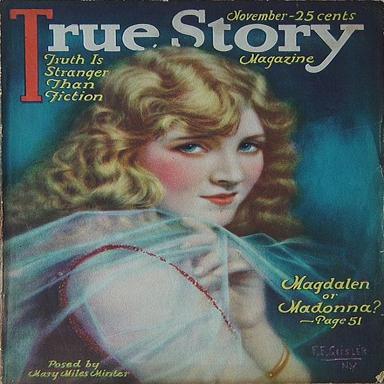 November-25 cents
True Story
Magazine
Truth Is
Stranger
Than
Fiction
Magdalen
or
Madonna?
—Page 51
F.E. Geisler
N.Y.
Posed by
Mary Miles Minter